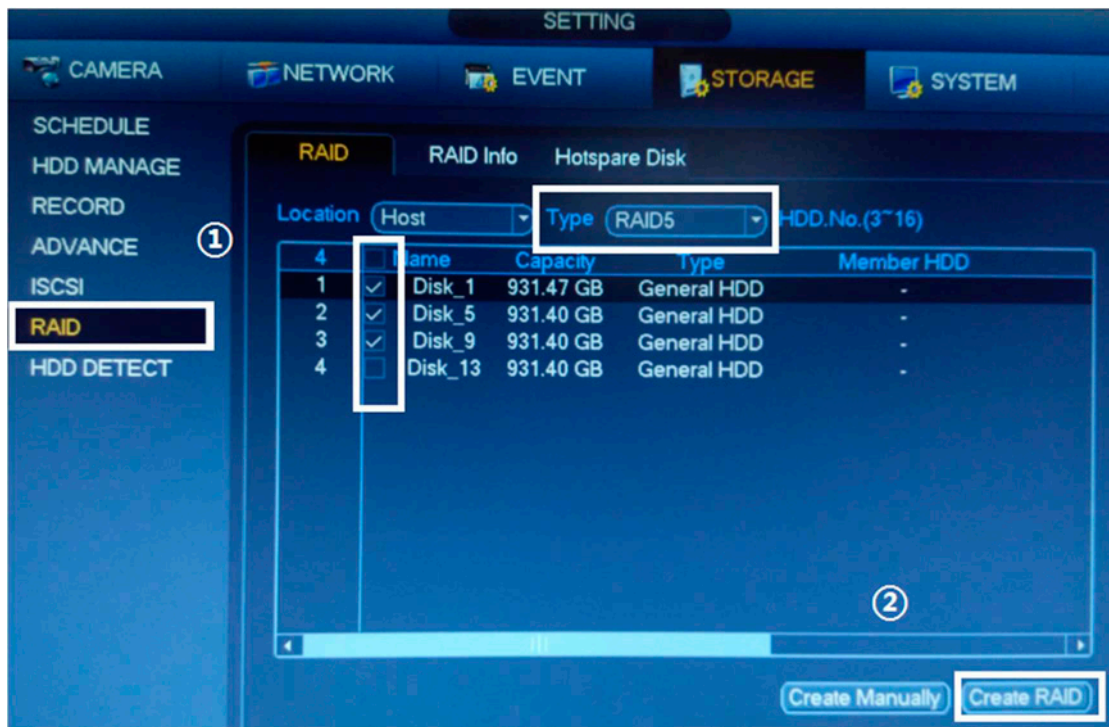 SETTING
CAMERA NETWORK EVENT STORAGE SYSTEM
SCHEDULE
HDD MANAGE
RECORD
ADVANCE
ISCSI
RAID
HDD DETECT
①
RAID RAID Info Hotspare Disk
Location Host Type RAID5 HDD.No.(3~16)
4 Name Capacity Type Member HDD
1 Disk_1 931.47 GB General HDD -
2 Disk_5 931.40 GB General HDD -
3 Disk_9 931.40 GB General HDD -
4 Disk_13 931.40 GB General HDD -
②
Create Manually Create RAID